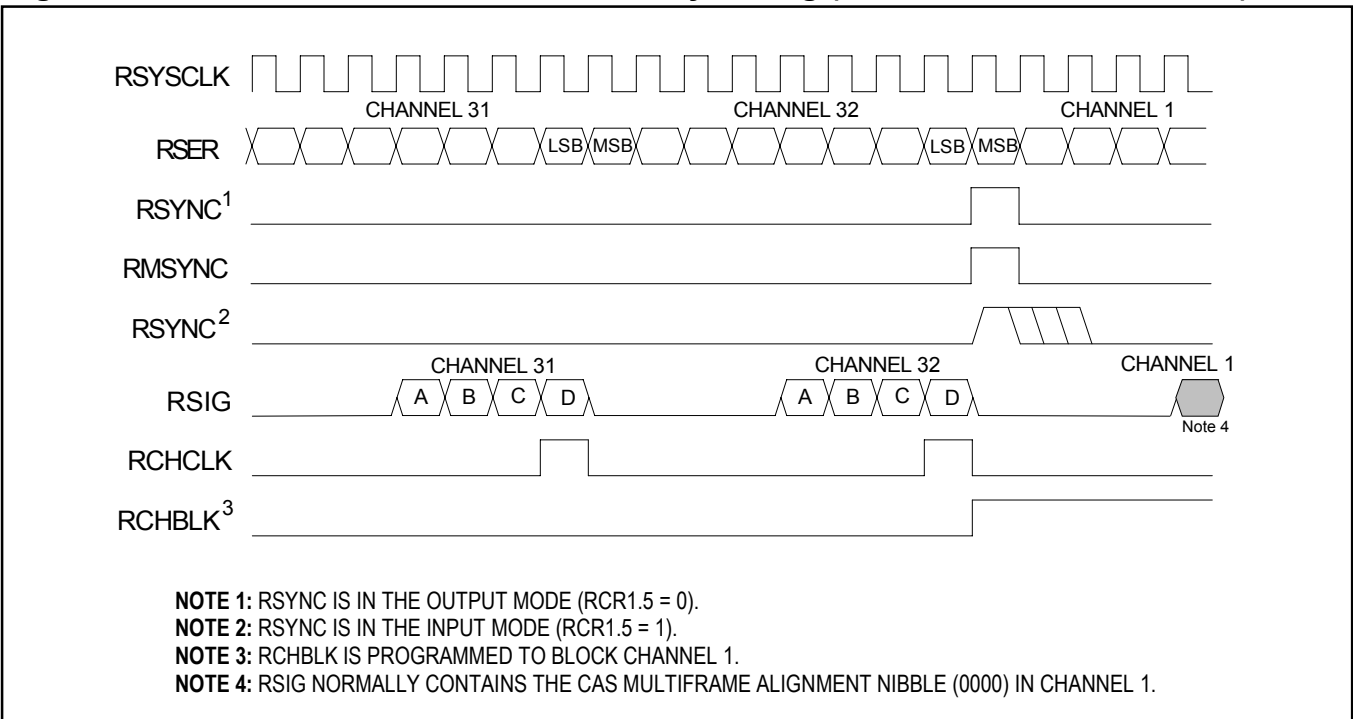 RSYSCLK
CHANNEL 31 CHANNEL 32 CHANNEL 1
RSER LSB MSB LSB MSB
RSYNC1
RMSYNC
RSYNC2
CHANNEL 31 CHANNEL 32 CHANNEL 1
RSIG A B C D A B C D
Note 4
RCHCLK
RCHBLK3
NOTE 1: RSYNC IS IN THE OUTPUT MODE (RCR1.5 = 0).
NOTE 2: RSYNC IS IN THE INPUT MODE (RCR1.5 = 1).
NOTE 3: RCHBLK IS PROGRAMMED TO BLOCK CHANNEL 1.
NOTE 4: RSIG NORMALLY CONTAINS THE CAS MULTIFRAME ALIGNMENT NIBBLE (0000) IN CHANNEL 1.